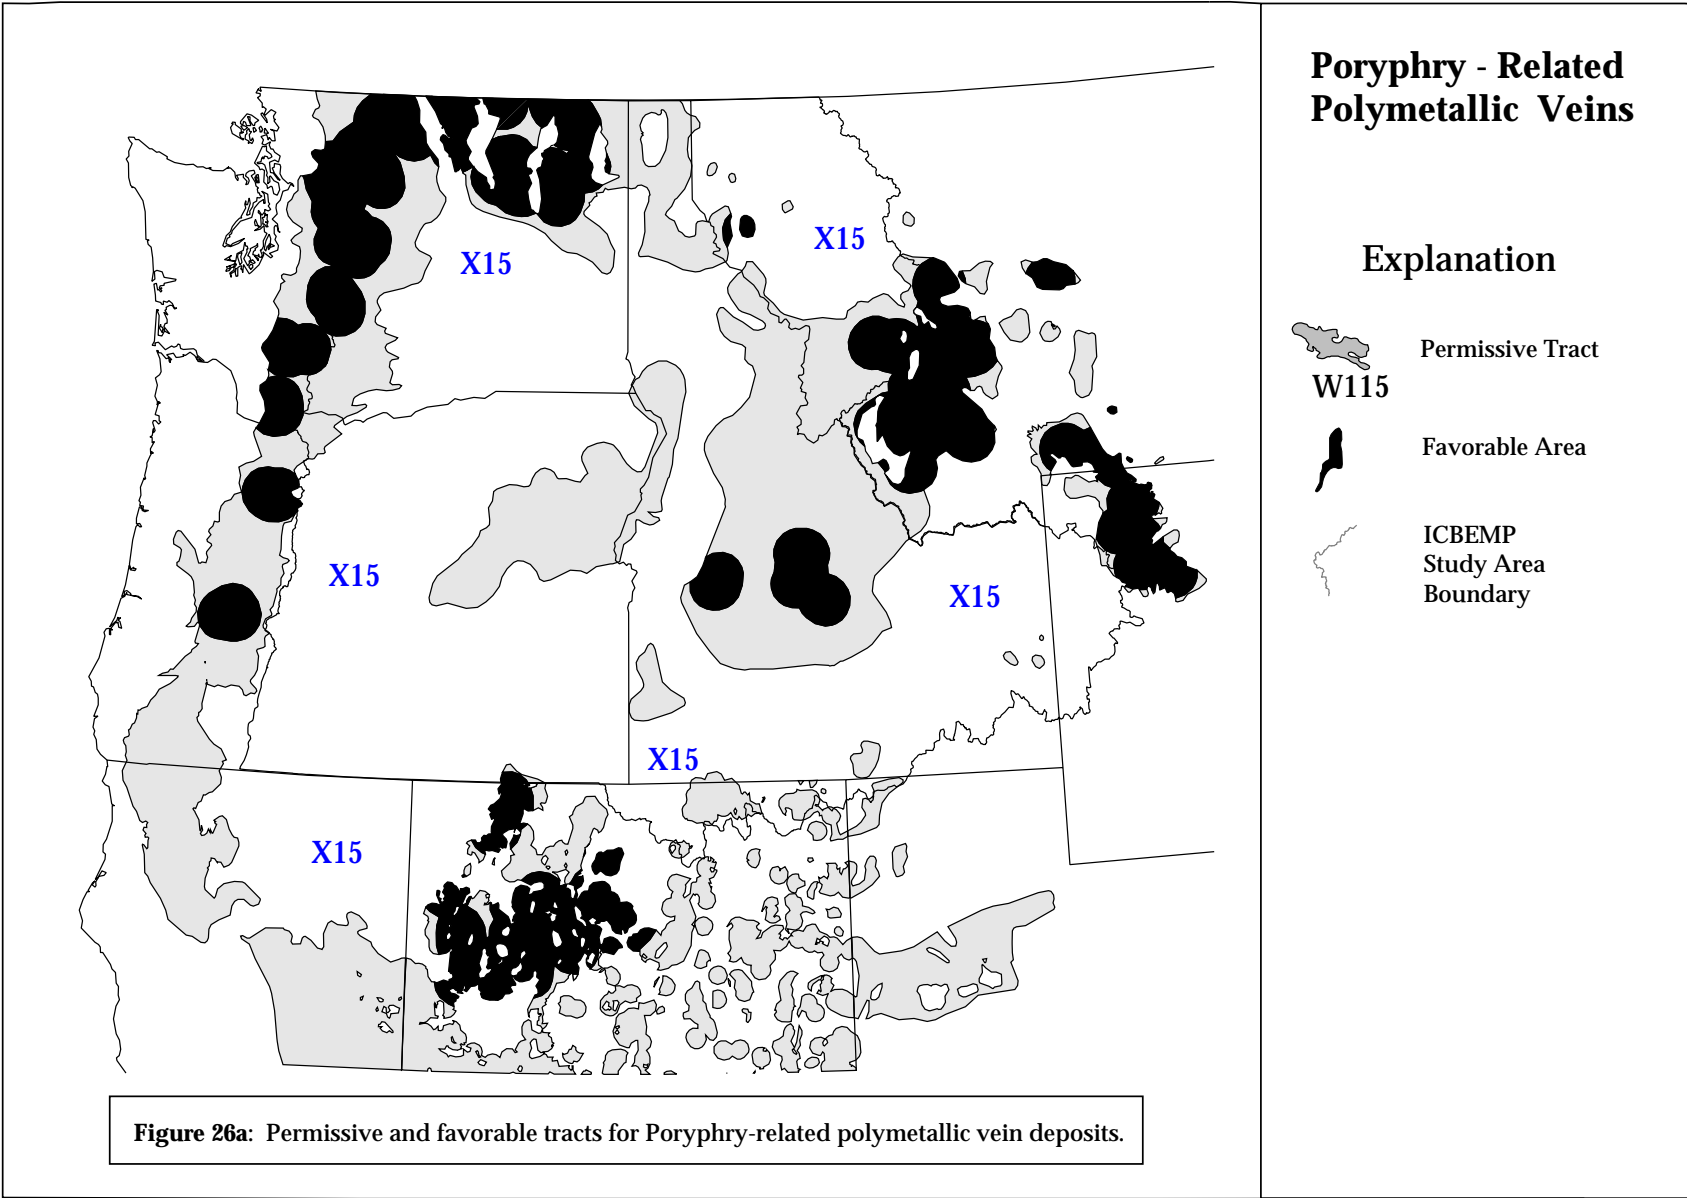 Poryphry - Related
Polymetallic Veins
Explanation
Permissive Tract
W115
Favorable Area
ICBEMP
Study Area
Boundary
X15
X15
X15
X15
X15
X15
Figure 26a: Permissive and favorable tracts for Poryphry-related polymetallic vein deposits.